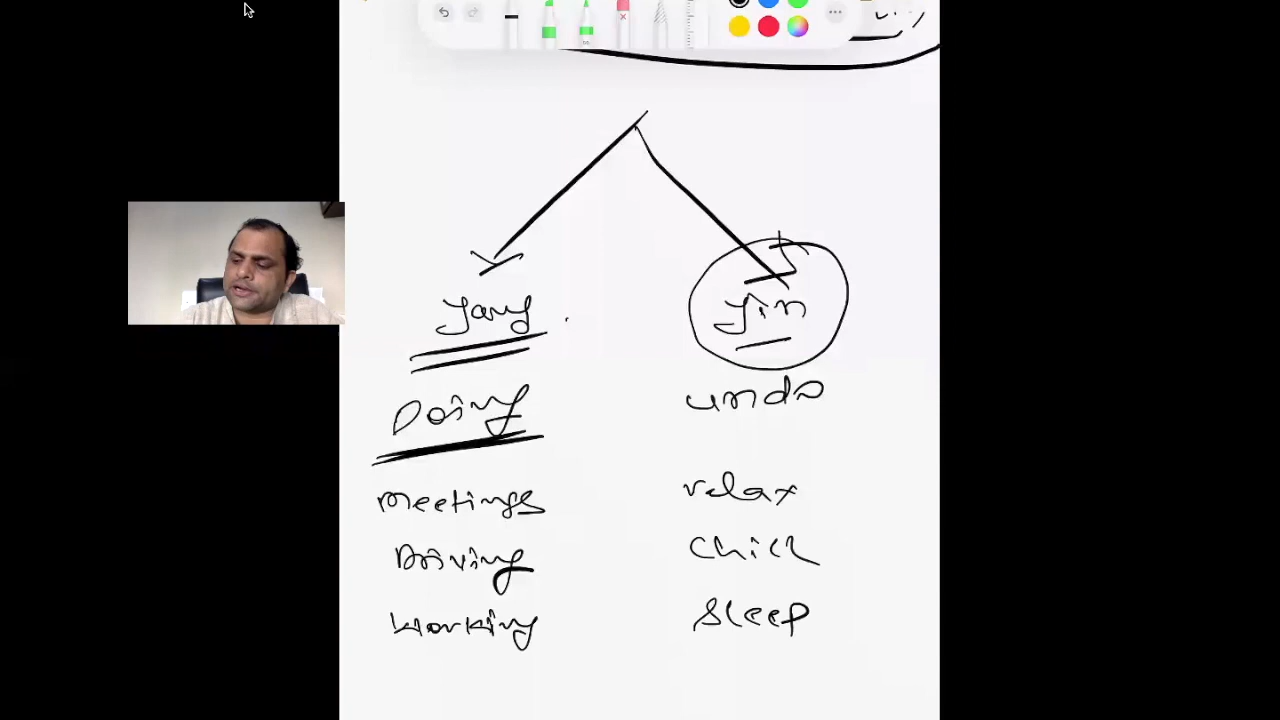 Yang yin
Doing undo
meetings relax
Driving chill
working sleep